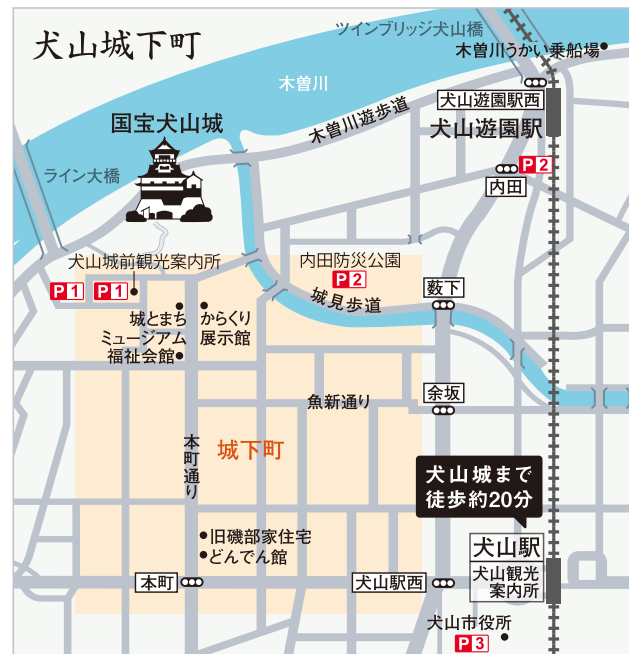 犬山城下町
ツインブリッジ犬山橋
木曽川うかい乗船場
木曽川
犬山遊園駅西
犬山遊園駅
木曽川遊歩道
国宝犬山城
ライン大橋
P2
内田
犬山城前観光案内所
P1
P1
内田防災公園
P2
城見歩道
薮下
城とまち
ミュージアム
福祉会館
からくり
展示館
魚新通り
余坂
本町通り
城下町
犬山城まで
徒歩約20分
旧磯部家住宅
どんでん館
犬山駅
犬山観光
案内所
本町
犬山駅西
犬山市役所
P3